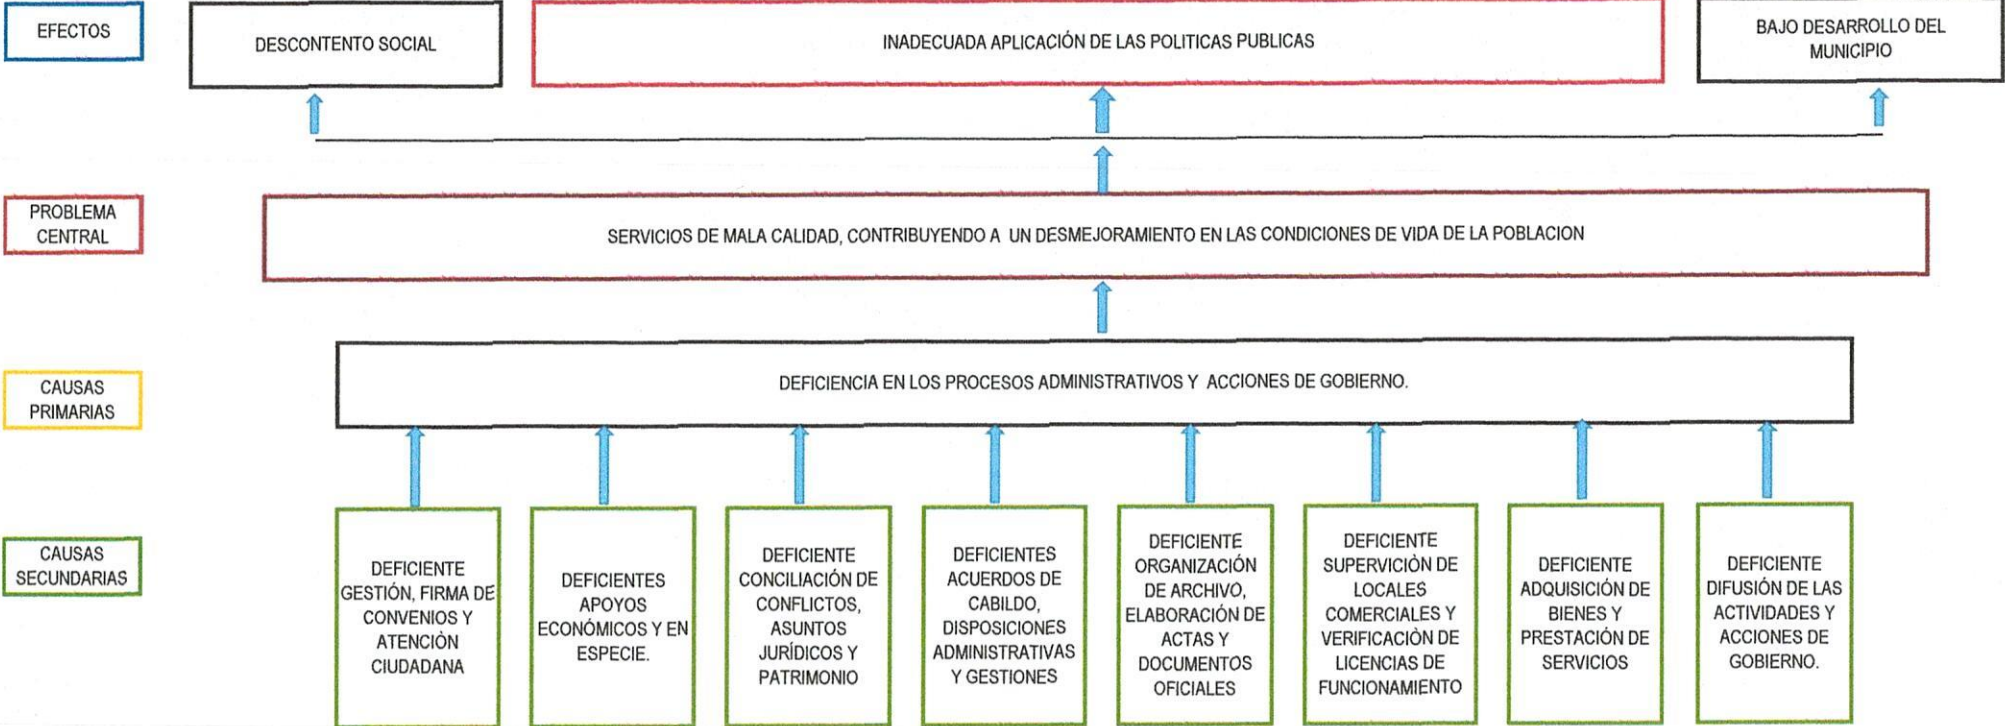 EFECTOS
DESCONTENTO SOCIAL
INADECUADA APLICACIÓN DE LAS POLITICAS PUBLICAS
BAJO DESARROLLO DEL
MUNICIPIO
PROBLEMA
CENTRAL
SERVICIOS DE MALA CALIDAD, CONTRIBUYENDO A UN DESMEJORAMIENTO EN LAS CONDICIONES DE VIDA DE LA POBLACION
CAUSAS
PRIMARIAS
DEFICIENCIA EN LOS PROCESOS ADMINISTRATIVOS Y ACCIONES DE GOBIERNO.
CAUSAS
SECUNDARIAS
DEFICIENTE
GESTIÓN, FIRMA DE
CONVENIOS Y
ATENCIÒN
CIUDADANA
DEFICIENTES
APOYOS
ECONÓMICOS Y EN
ESPECIE.
DEFICIENTE
CONCILIACIÓN DE
CONFLICTOS,
ASUNTOS
JURÍDICOS Y
PATRIMONIO
DEFICIENTES
ACUERDOS DE
CABILDO,
DISPOSICIONES
ADMINISTRATIVAS
Y GESTIONES
DEFICIENTE
ORGANIZACIÓN
DE ARCHIVO,
ELABORACIÓN DE
ACTAS Y
DOCUMENTOS
OFICIALES
DEFICIENTE
SUPERVICIÒN DE
LOCALES
COMERCIALES Y
VERIFICACIÒN DE
LICENCIAS DE
FUNCIONAMIENTO
DEFICIENTE
ADQUISICIÓN DE
BIENES Y
PRESTACIÓN DE
SERVICIOS
DEFICIENTE
DIFUSIÓN DE LAS
ACTIVIDADES Y
ACCIONES DE
GOBIERNO.